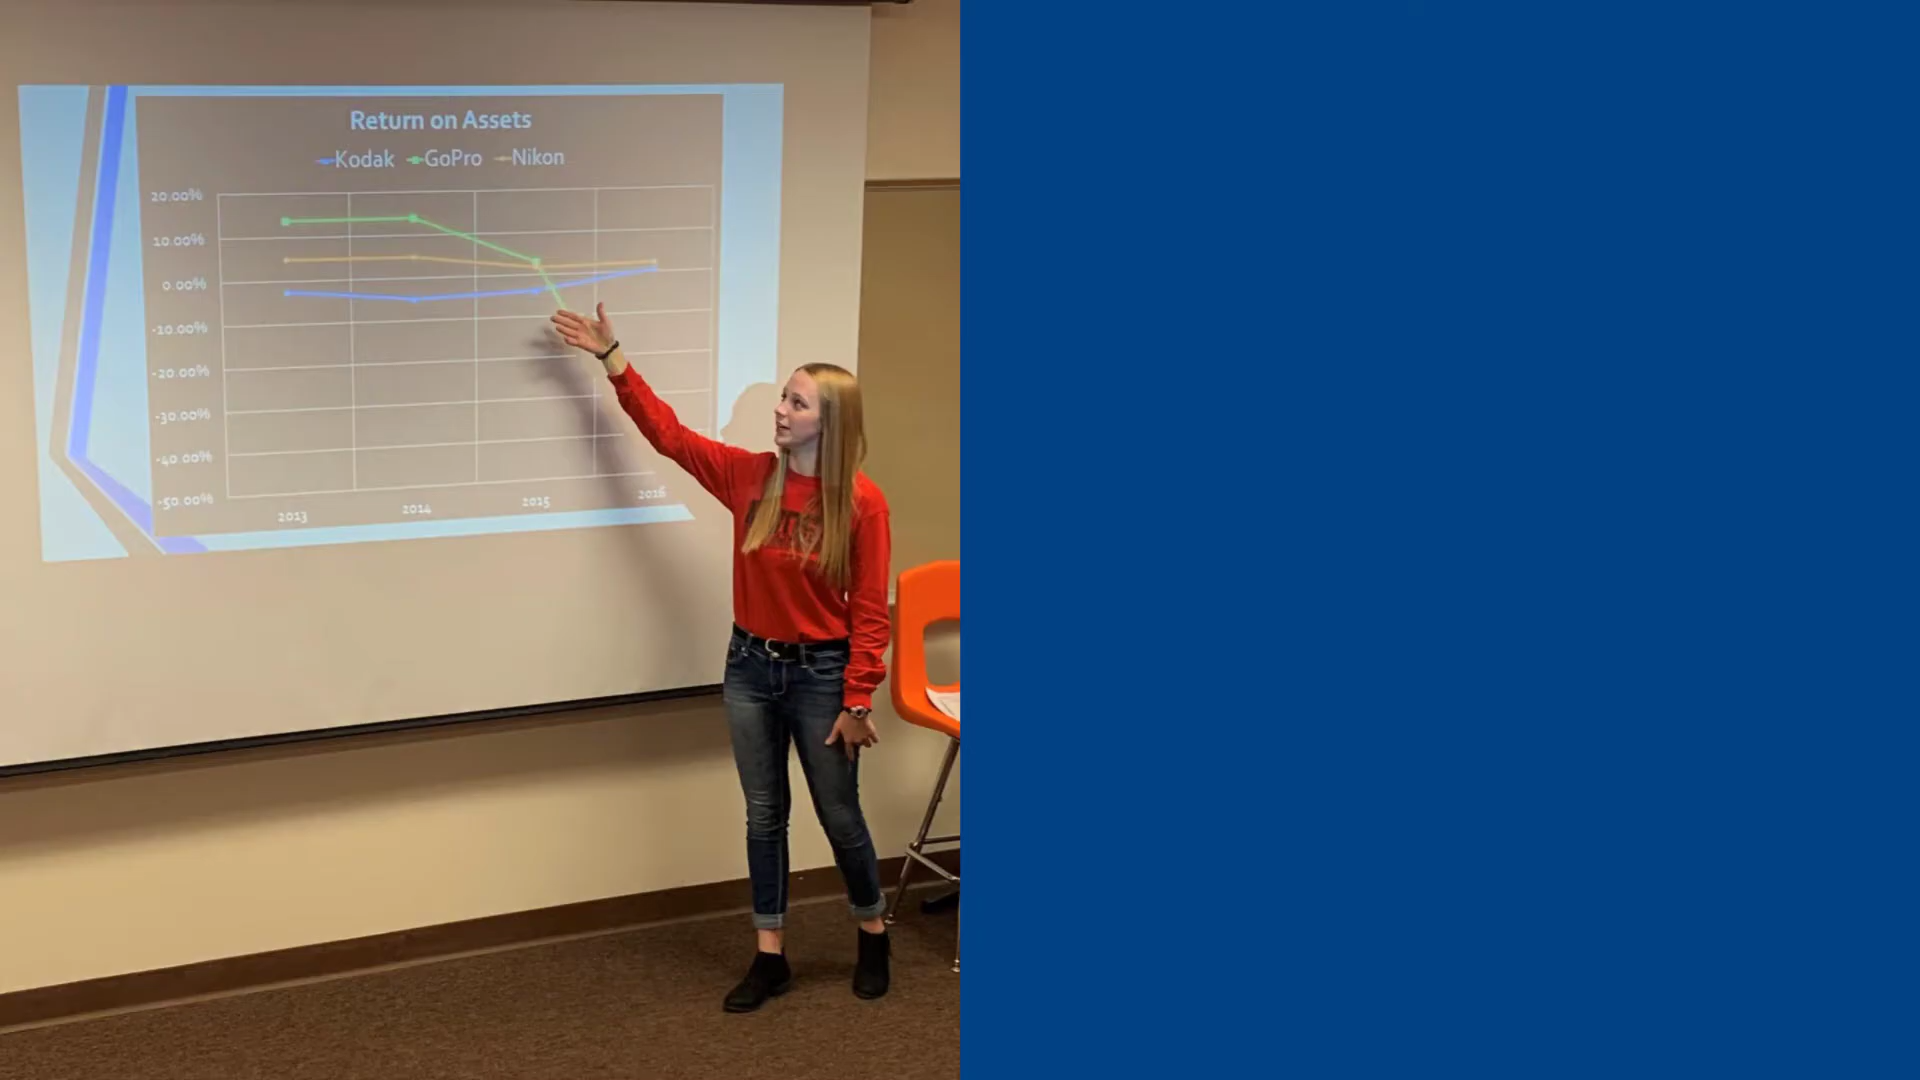 Return on Assets
Kodak GoPro Nikon
20.00%
10.00%
0.00%
-10.00%
-20.00%
-30.00%
-40.00%
-50.00%
2013 2014 2015 2016